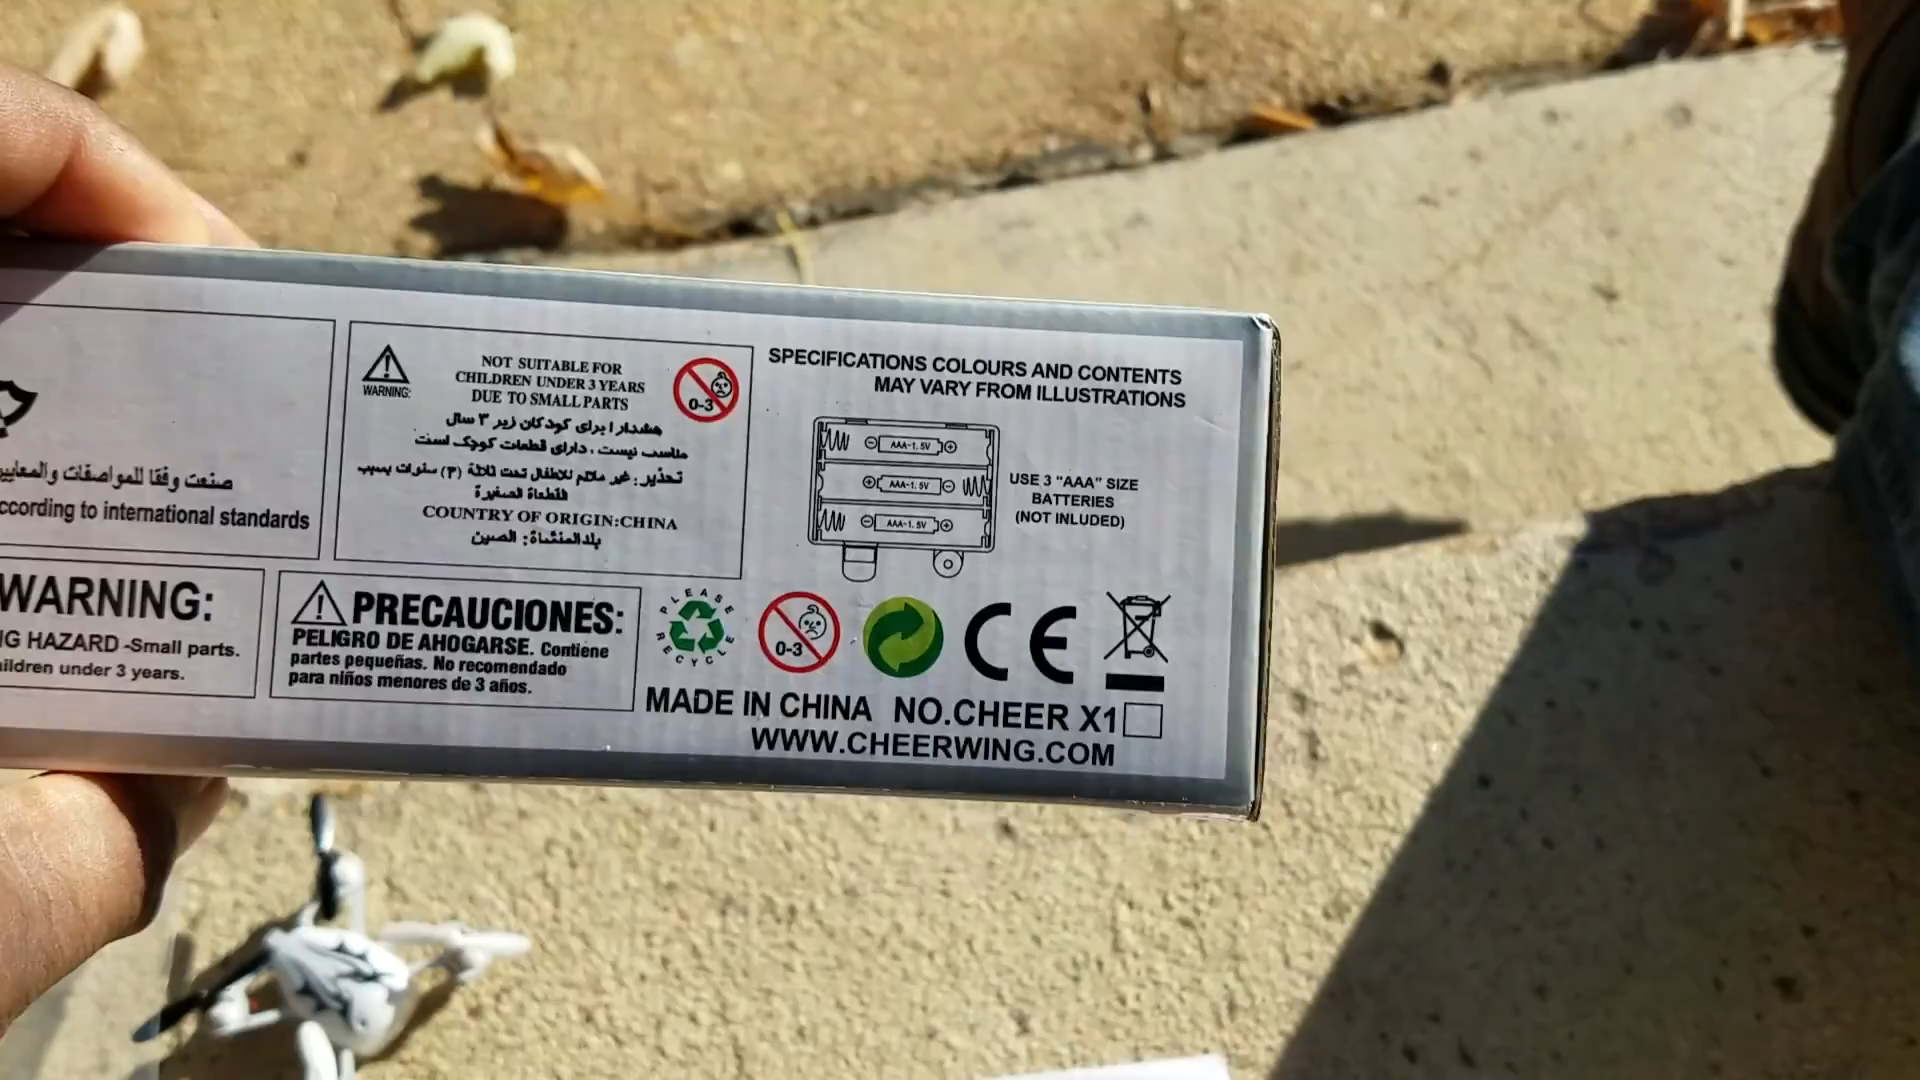 صنعت وفقا للمواصفات والمعايير
ccording to international standards
WARNING:
NOT SUITABLE FOR
CHILDREN UNDER 3 YEARS
DUE TO SMALL PARTS
0-3
هشدار ! برای کودکان زیر ۳ سال
مناسب نیست ، دارای قطعات کوچک است
تحذير : غير ملائم للاطفال تحت ثلاثة (٣) سنوات بسبب
القطعاة الصغيرة
COUNTRY OF ORIGIN:CHINA
بلدالمنشاة: الصين
SPECIFICATIONS COLOURS AND CONTENTS
MAY VARY FROM ILLUSTRATIONS
AAA-1.5V
AAA-1.5V
AAA-1.5V
USE 3 "AAA" SIZE
BATTERIES
(NOT INLUDED)
WARNING:
NG HAZARD -Small parts.
ildren under 3 years.
PRECAUCIONES:
PELIGRO DE AHOGARSE. Contiene
partes pequeñas. No recomendado
para niños menores de 3 años.
PLEASE RECYCLE
0-3
CE
MADE IN CHINA NO.CHEER X1
WWW.CHEERWING.COM